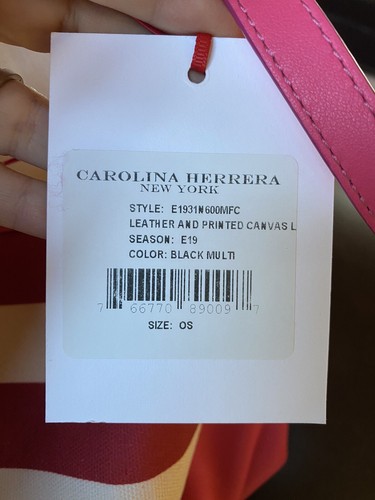 CAROLINA HERRERA
NEW YORK
STYLE: E1931N600MFC
LEATHER AND PRINTED CANVAS L
SEASON: E19
COLOR: BLACK MULTI
7 66770 89009 7
SIZE: OS